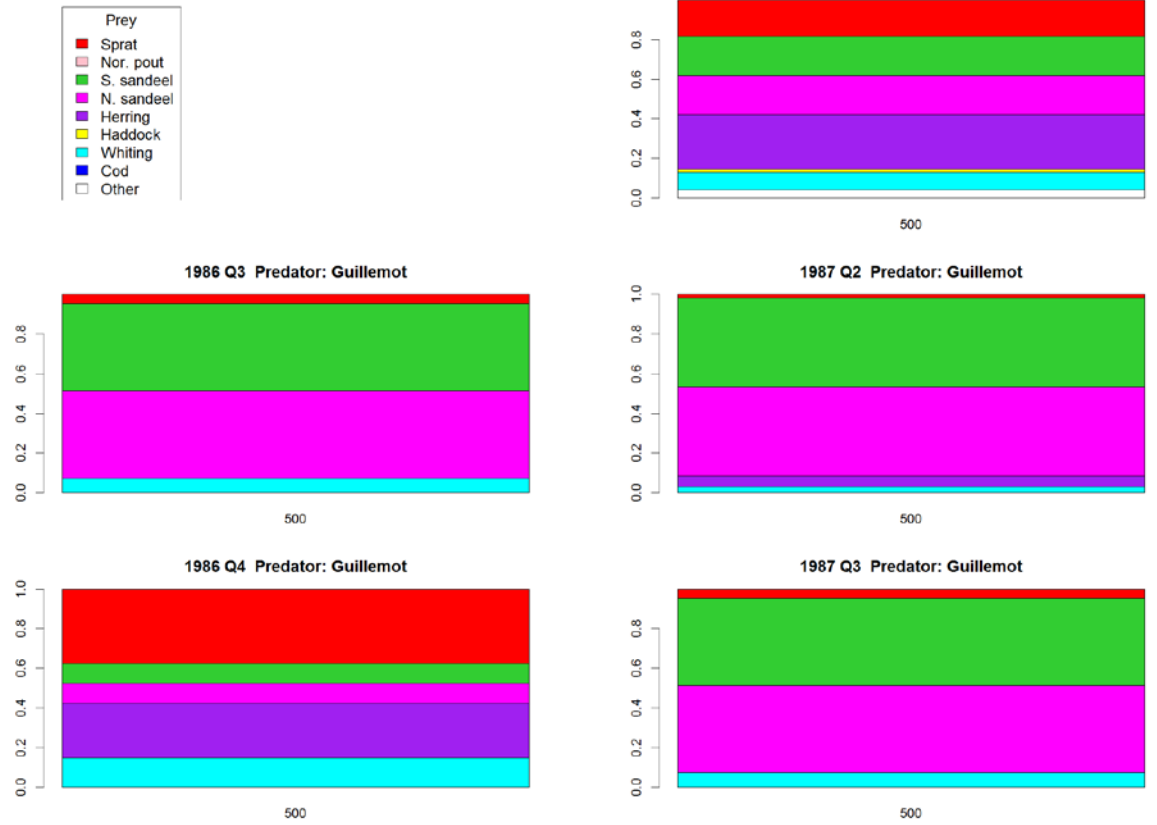 Prey
Sprat
Nor. pout
S. sandeel
N. sandeel
Herring
Haddock
Whiting
Cod
Other
0.0 0.2 0.4 0.6 0.8
500
1986 Q3 Predator: Guillemot
0.0 0.2 0.4 0.6 0.8
500
1987 Q2 Predator: Guillemot
0.0 0.2 0.4 0.6 0.8 1.0
500
1986 Q4 Predator: Guillemot
0.0 0.2 0.4 0.6 0.8 1.0
500
1987 Q3 Predator: Guillemot
0.0 0.2 0.4 0.6 0.8
500